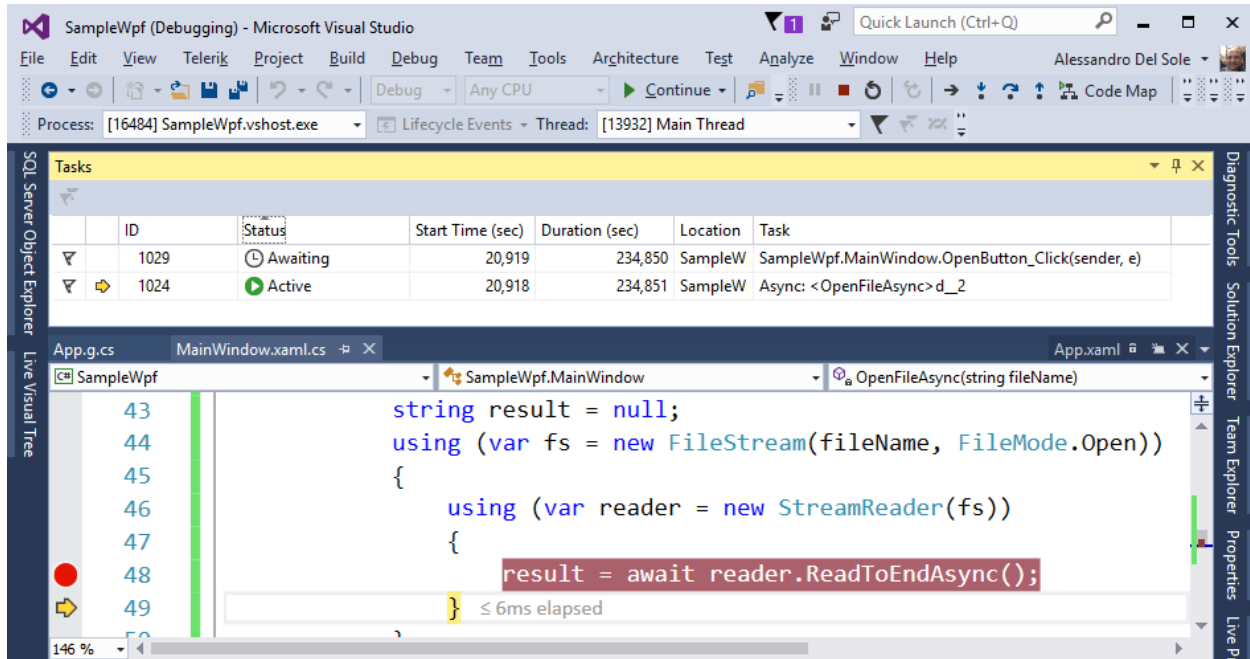 SampleWpf (Debugging) - Microsoft Visual Studio
1
Quick Launch (Ctrl+Q)
File Edit View Telerik Project Build Debug Team Tools Architecture Test Analyze Window Help Alessandro Del Sole
Debug Any CPU Continue Code Map
Process: [16484] SampleWpf.vshost.exe Lifecycle Events Thread: [13932] Main Thread
SQL Server Object Explorer
Live Visual Tree
Tasks
ID Status Start Time (sec) Duration (sec) Location Task
1029 Awaiting 20,919 234,850 SampleW SampleWpf.MainWindow.OpenButton_Click(sender, e)
1024 Active 20,918 234,851 SampleW Async: <OpenFileAsync>d__2
App.g.cs MainWindow.xaml.cs App.xaml
C# SampleWpf SampleWpf.MainWindow OpenFileAsync(string fileName)
43 string result = null;
44 using (var fs = new FileStream(fileName, FileMode.Open))
45 {
46 using (var reader = new StreamReader(fs))
47 {
48 result = await reader.ReadToEndAsync();
49 } ≤ 6ms elapsed
146 %
Diagnostic Tools
Solution Explorer
Team Explorer
Properties